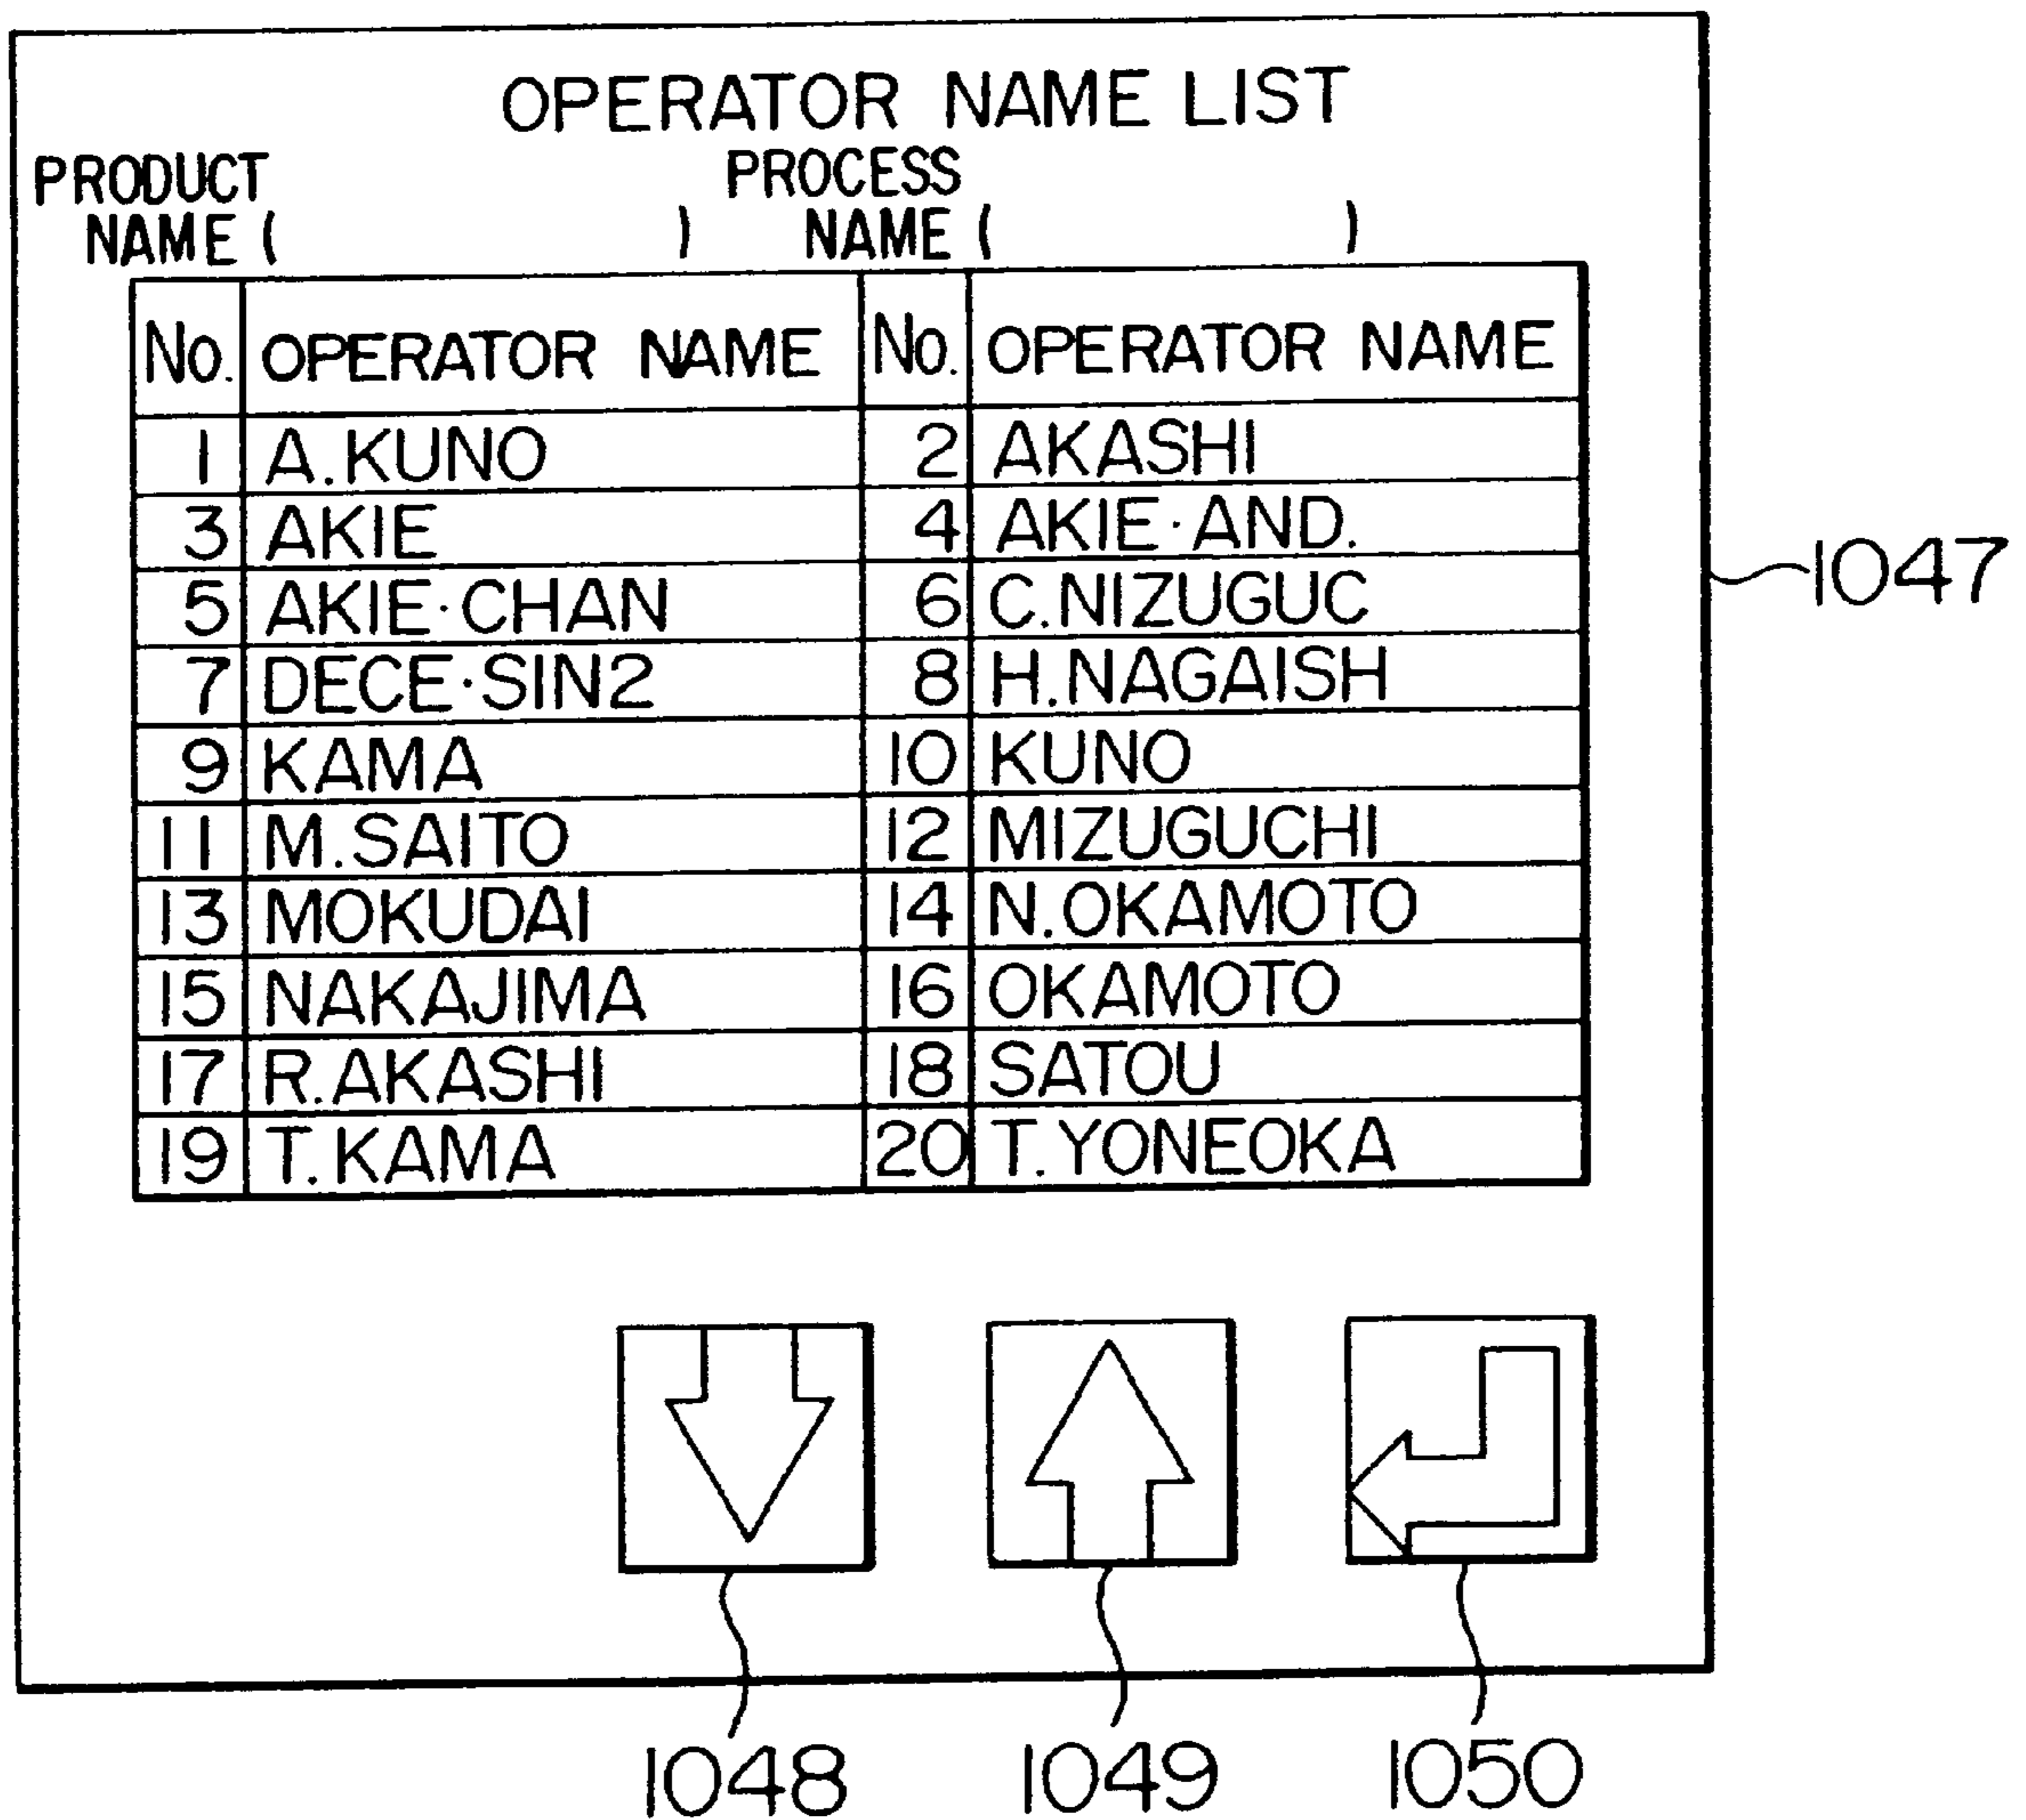 OPERATOR NAME LIST
PRODUCT NAME ( ) PROCESS NAME ( )
No. OPERATOR NAME No. OPERATOR NAME
1 A.KUNO 2 AKASHI
3 AKIE 4 AKIE·AND.
5 AKIE·CHAN 6 C.NIZUGUC
7 DECE·SIN2 8 H.NAGAISH
9 KAMA 10 KUNO
11 M.SAITO 12 MIZUGUCHI
13 MOKUDAI 14 N.OKAMOTO
15 NAKAJIMA 16 OKAMOTO
17 R.AKASHI 18 SATOU
19 T.KAMA 20 T.YONEOKA
1047
1048 1049 1050